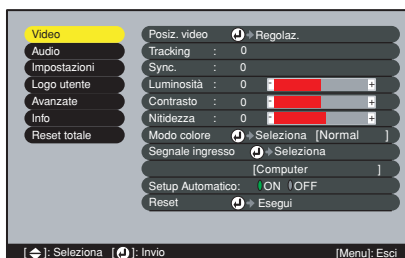 Video
Audio
Impostazioni
Logo utente
Avanzate
Info
Reset totale
Posiz. video Regolaz.
Tracking : 0
Sync. : 0
Luminosità : 0 - +
Contrasto : 0 - +
Nitidezza : 0 - +
Modo colore Seleziona [Normal ]
Segnale ingresso Seleziona
[Computer ]
Setup Automatico: ON OFF
Reset Esegui
[ ]: Seleziona [ ]: Invio [Menu]: Esci